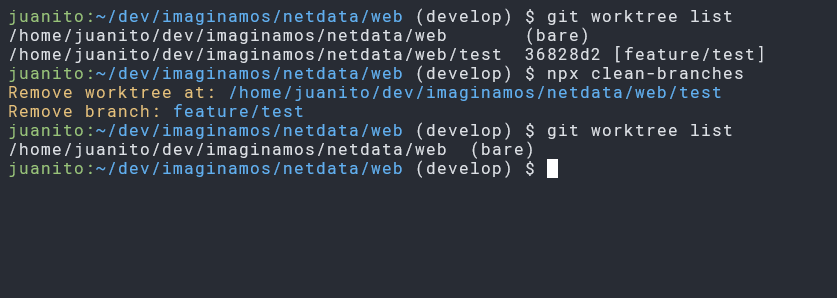 juanito:~/dev/imaginamos/netdata/web (develop) $ git worktree list
/home/juanito/dev/imaginamos/netdata/web       (bare)
/home/juanito/dev/imaginamos/netdata/web/test  36828d2 [feature/test]
juanito:~/dev/imaginamos/netdata/web (develop) $ npx clean-branches
Remove worktree at: /home/juanito/dev/imaginamos/netdata/web/test
Remove branch: feature/test
juanito:~/dev/imaginamos/netdata/web (develop) $ git worktree list
/home/juanito/dev/imaginamos/netdata/web  (bare)
juanito:~/dev/imaginamos/netdata/web (develop) $